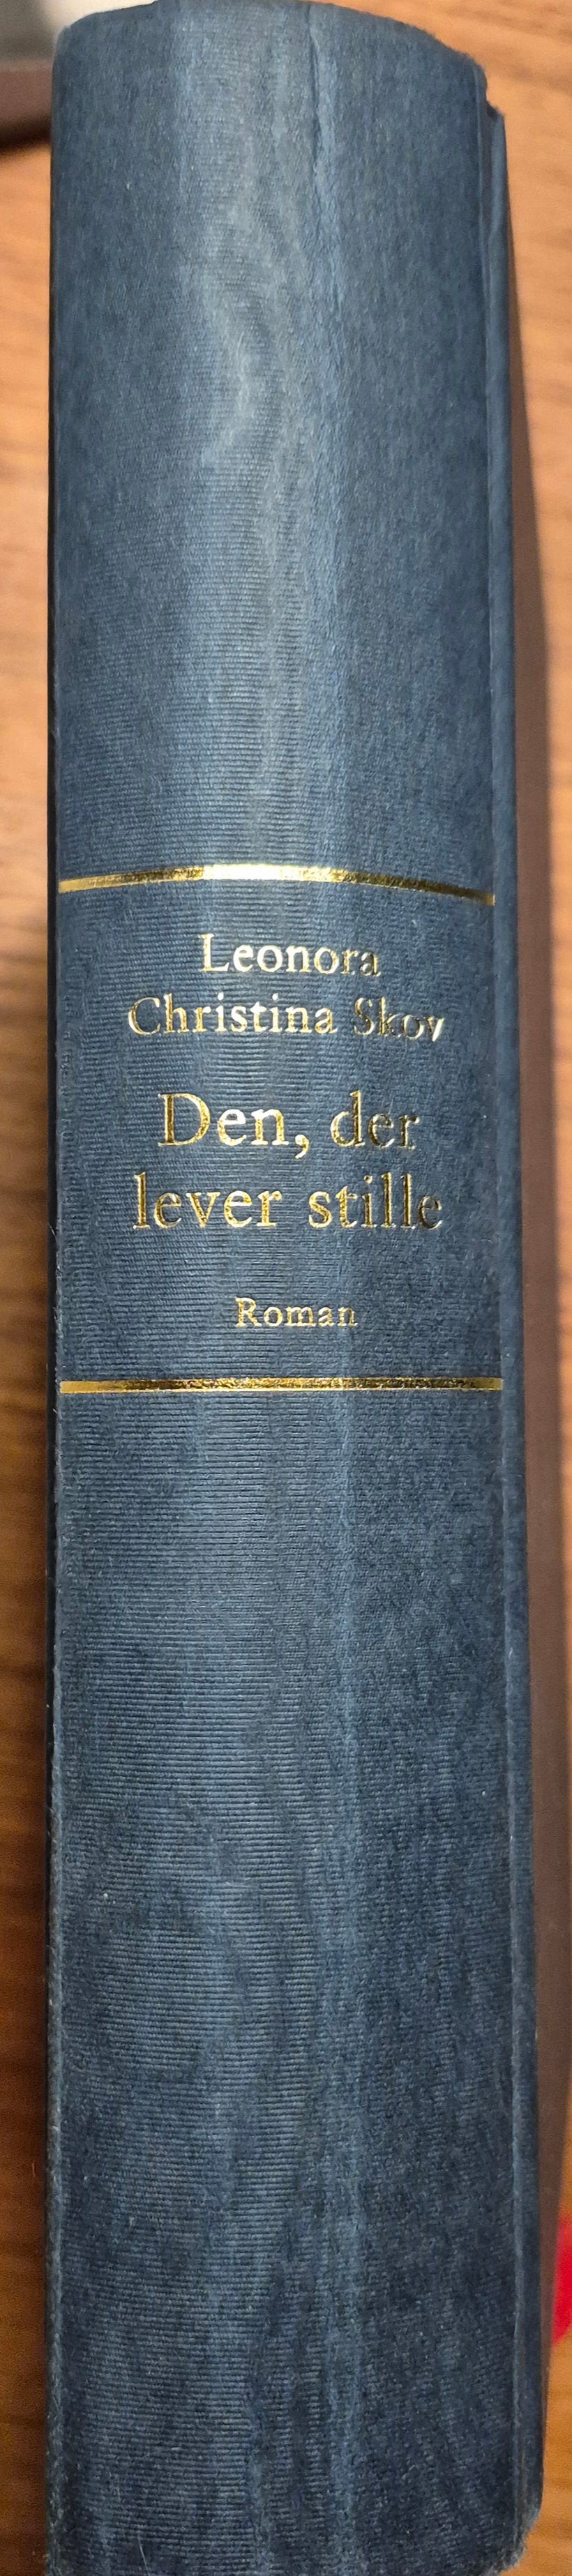 Leonora
Christina Skov
Den, der
lever stille
Roman